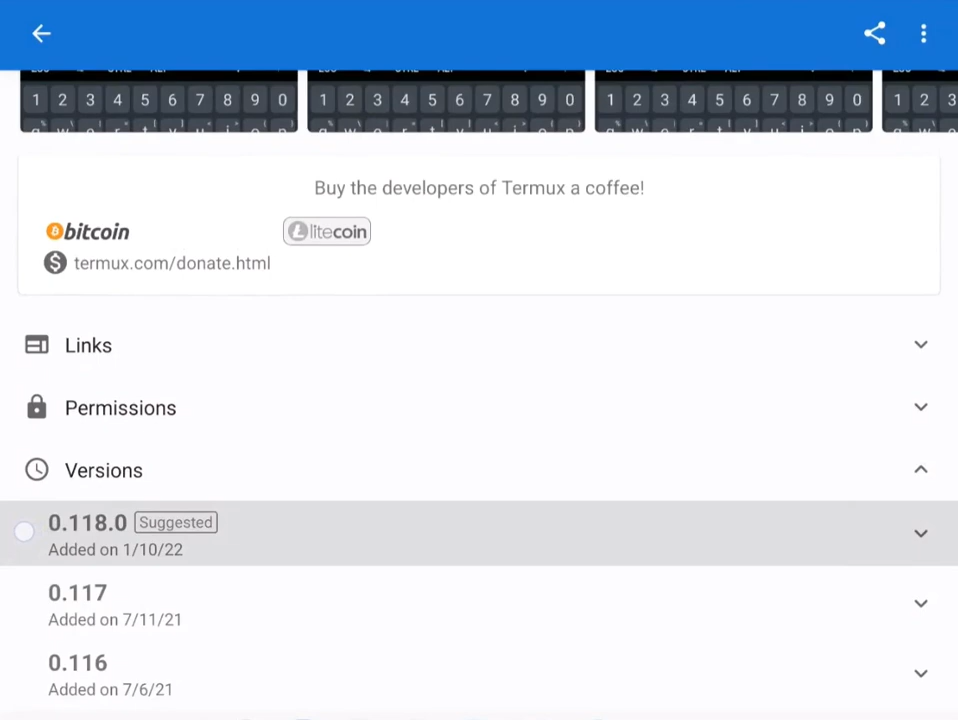 1 2 3 4 5 6 7 8 9 0 1 2 3 4 5 6 7 8 9 0 1 2 3 4 5 6 7 8 9 0 1 2 3
Buy the developers of Termux a coffee!
bitcoin litecoin
termux.com/donate.html
Links
Permissions
Versions
0.118.0 Suggested
Added on 1/10/22
0.117
Added on 7/11/21
0.116
Added on 7/6/21